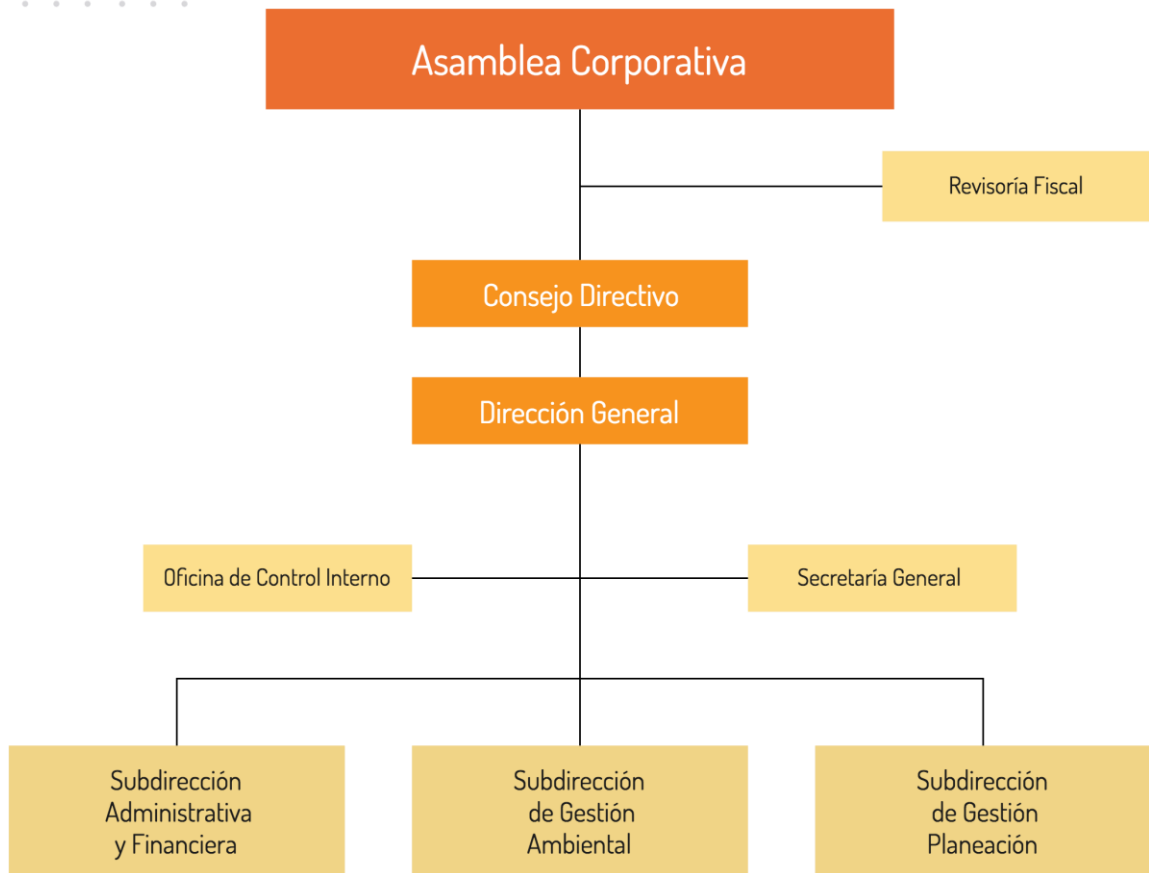 Asamblea Corporativa
Revisoría Fiscal
Consejo Directivo
Dirección General
Oficina de Control Interno
Secretaría General
Subdirección
Administrativa
y Financiera
Subdirección
de Gestión
Ambiental
Subdirección
de Gestión
Planeación